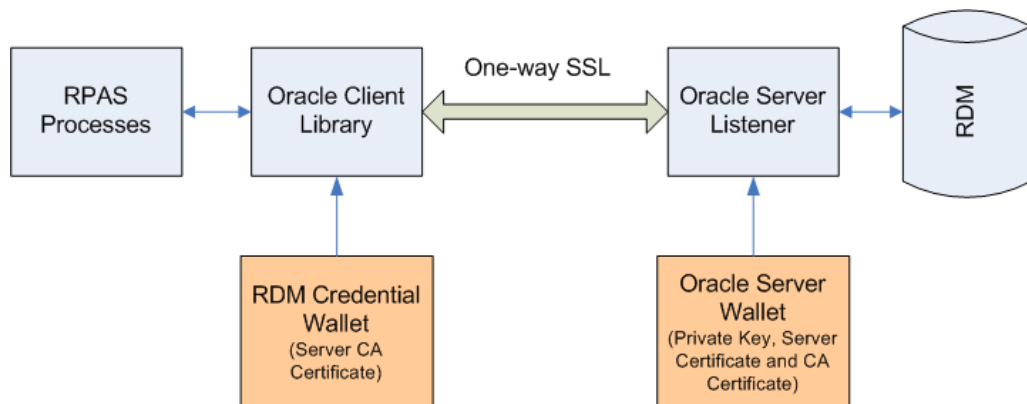 One-way SSL
RPAS
Processes
Oracle Client
Library
Oracle Server
Listener
RDM
RDM Credential
Wallet
(Server CA
Certificate)
Oracle Server
Wallet
(Private Key, Server
Certificate and CA
Certificate)